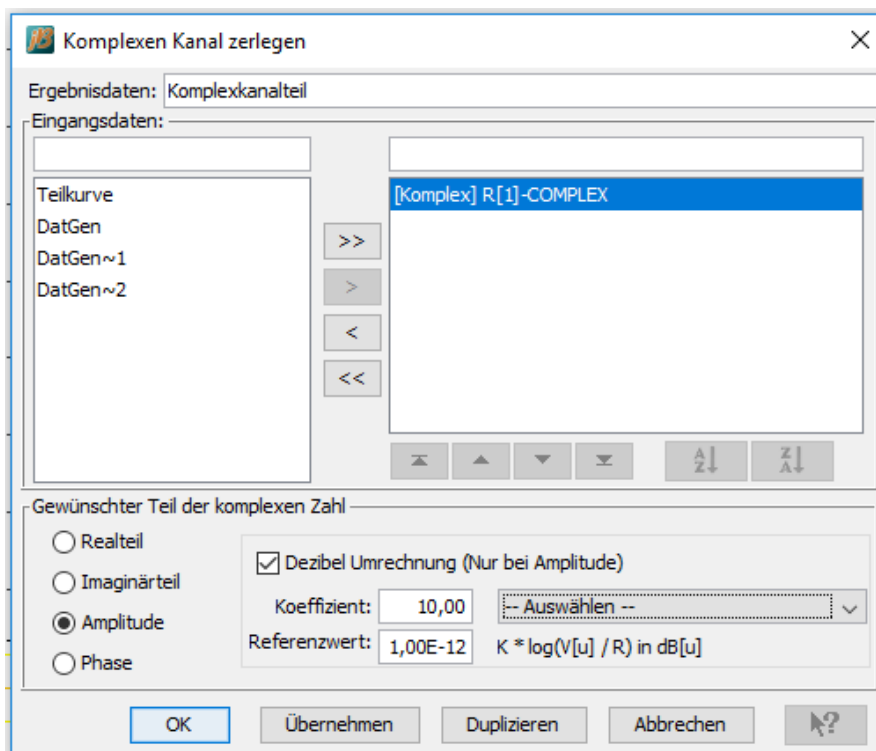 jB Komplexen Kanal zerlegen
Ergebnisdaten: Komplexkanalteil
Eingangsdaten:
Teilkurve
DatGen
DatGen~1
DatGen~2
>>
>
<
<<
[Komplex] R[1]-COMPLEX
A Z
Z A
Gewünschter Teil der komplexen Zahl
Realteil
Imaginärteil
Amplitude
Phase
Dezibel Umrechnung (Nur bei Amplitude)
Koeffizient: 10,00 -- Auswählen --
Referenzwert: 1,00E-12 K * log(V[u] / R) in dB[u]
OK Übernehmen Duplizieren Abbrechen ?